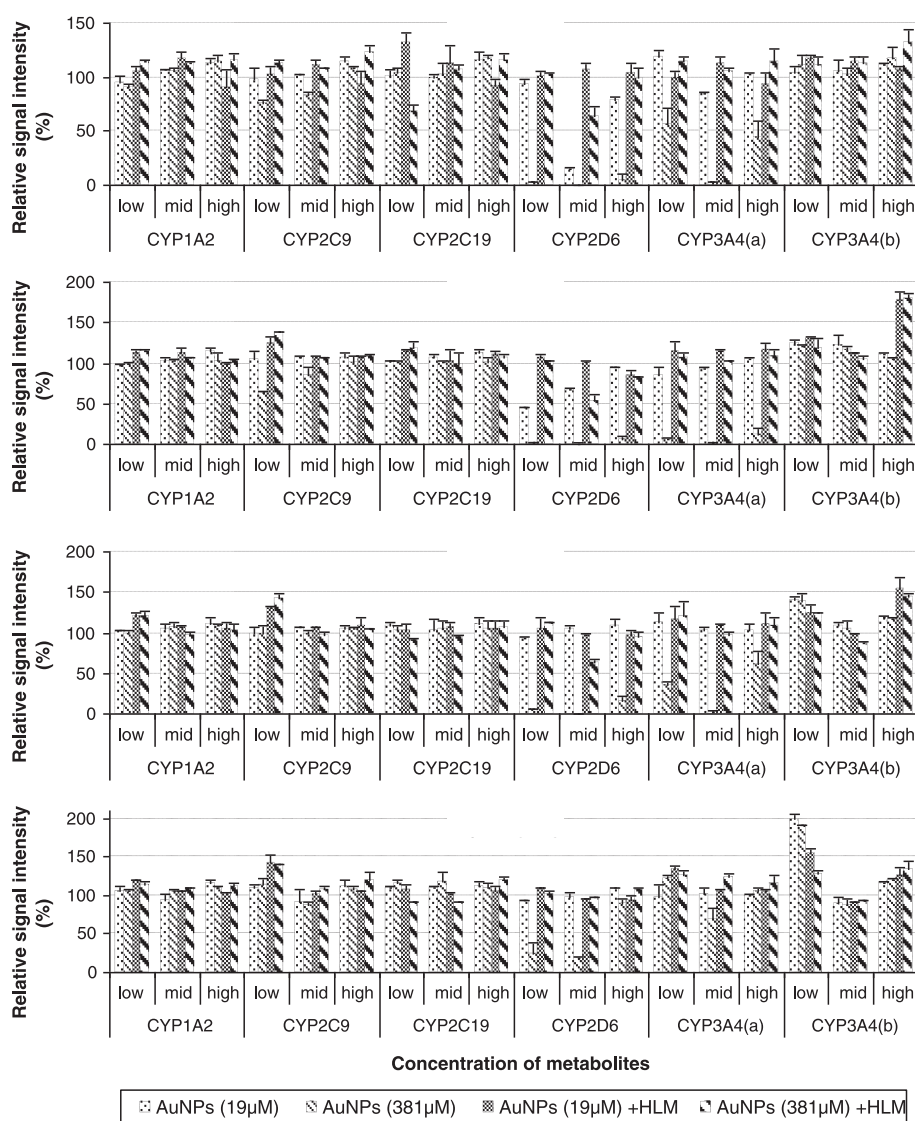 Relative signal intensity (%)
150
100
50
0
low mid high low mid high low mid high low mid high low mid high low mid high
CYP1A2 CYP2C9 CYP2C19 CYP2D6 CYP3A4(a) CYP3A4(b)
Relative signal intensity (%)
200
150
100
50
0
low mid high low mid high low mid high low mid high low mid high low mid high
CYP1A2 CYP2C9 CYP2C19 CYP2D6 CYP3A4(a) CYP3A4(b)
Relative signal intensity (%)
200
150
100
50
0
low mid high low mid high low mid high low mid high low mid high low mid high
CYP1A2 CYP2C9 CYP2C19 CYP2D6 CYP3A4(a) CYP3A4(b)
Relative signal intensity (%)
200
150
100
50
0
low mid high low mid high low mid high low mid high low mid high low mid high
CYP1A2 CYP2C9 CYP2C19 CYP2D6 CYP3A4(a) CYP3A4(b)
Concentration of metabolites
AuNPs (19µM) AuNPs (381µM) AuNPs (19µM) +HLM AuNPs (381µM) +HLM